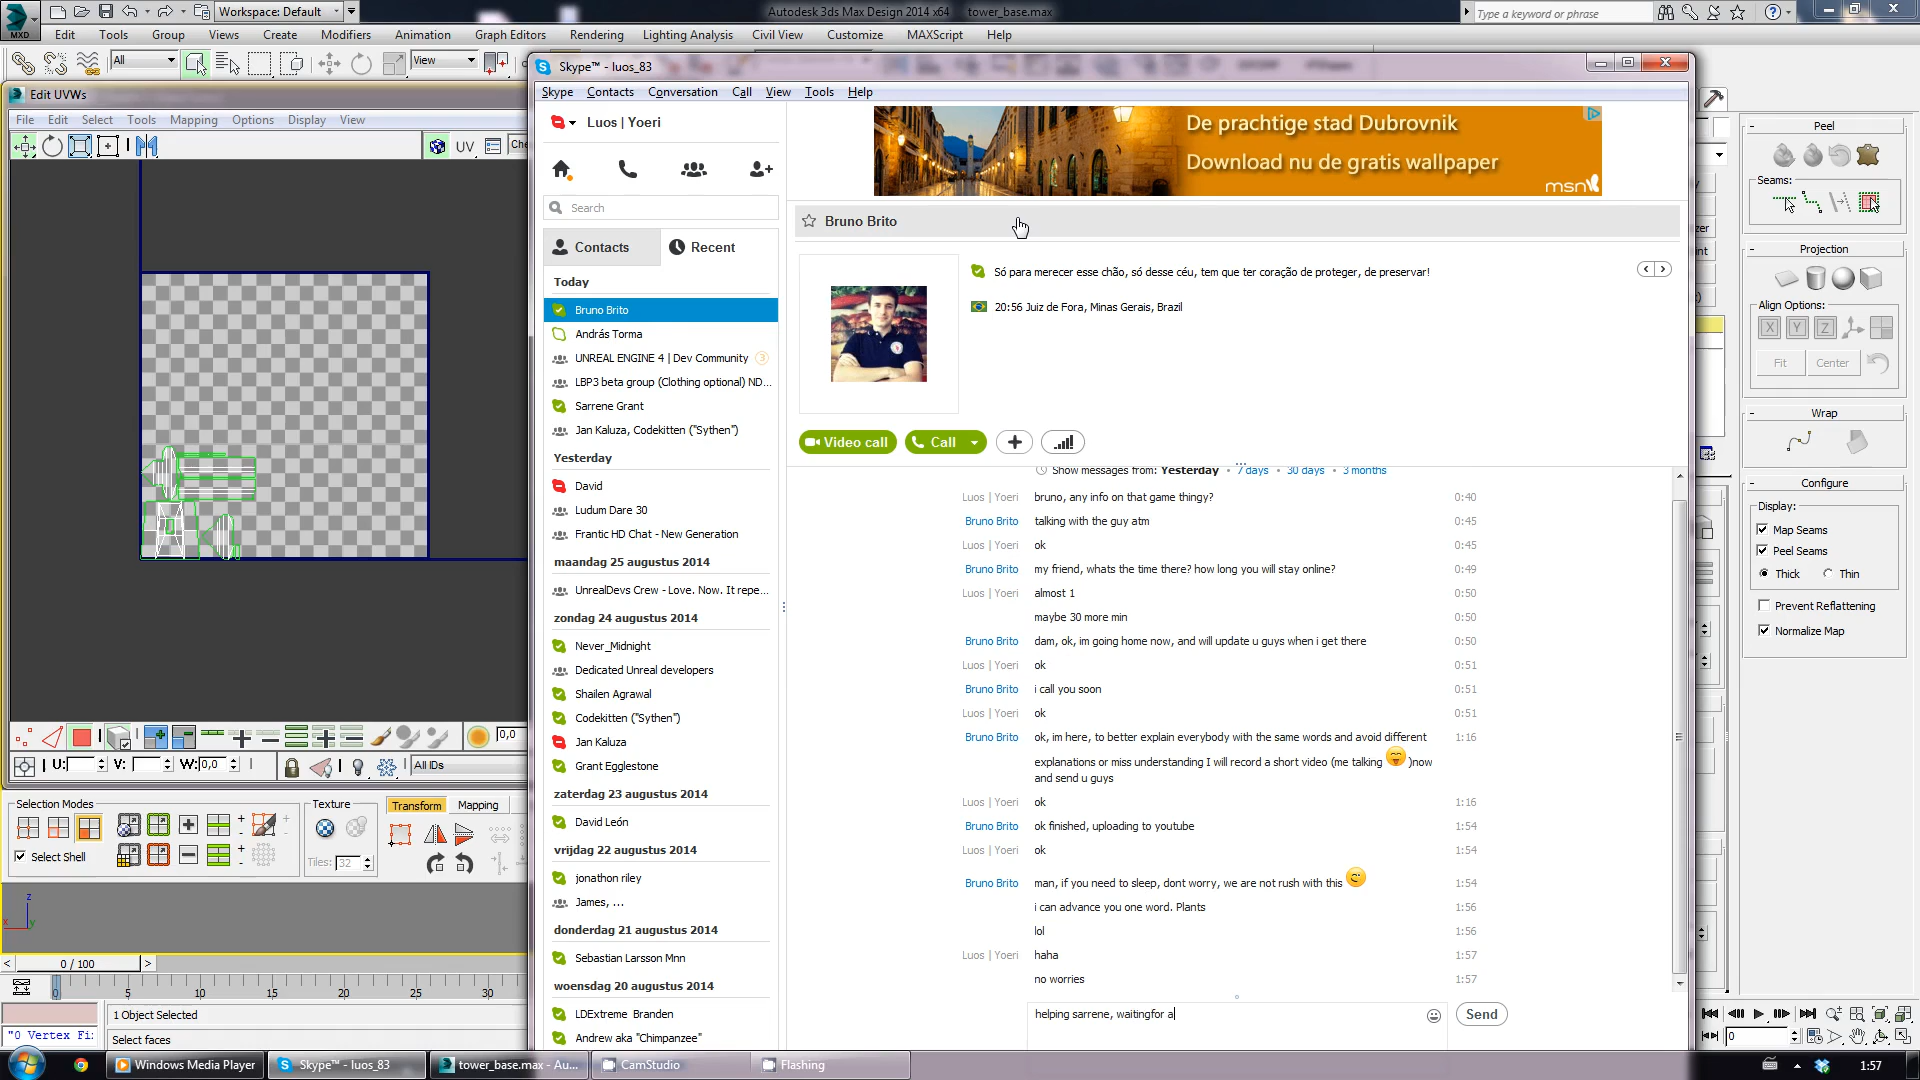 Workspace: Default
Autodesk 3ds Max Design 2014 x64
tower_base.max
Type a keyword or phrase
MXD
Edit
Tools
Group
Views
Create
Modifiers
Animation
Graph Editors
Rendering
Lighting Analysis
Civil View
Customize
MAXScript
Help
All
View
Edit UVWs
File Edit Select Tools Mapping Options Display View
UV
Skype™ - luos_83
Skype Contacts Conversation Call View Tools Help
Luos | Yoeri
Search
Contacts
Recent
Today
Bruno Brito
András Torma
UNREAL ENGINE 4 | Dev Community 3
LBP3 beta group (Clothing optional) ND...
Sarrene Grant
Jan Kaluza, Codekitten ("Sythen")
Yesterday
David
Ludum Dare 30
Frantic HD Chat - New Generation
maandag 25 augustus 2014
UnrealDevs Crew - Love. Now. It repe...
zondag 24 augustus 2014
Never_Midnight
Dedicated Unreal developers
Shailen Agrawal
Codekitten ("Sythen")
Jan Kaluza
Grant Egglestone
zaterdag 23 augustus 2014
David León
vrijdag 22 augustus 2014
jonathon riley
James, ...
donderdag 21 augustus 2014
Sebastian Larsson Mnn
woensdag 20 augustus 2014
LDExtreme Branden
Andrew aka "Chimpanzee"
De prachtige stad Dubrovnik
Download nu de gratis wallpaper
msn
Bruno Brito
Só para merecer esse chão, só desse céu, tem que ter coração de proteger, de preservar!
20:56 Juiz de Fora, Minas Gerais, Brazil
Video call
Call
Show messages from: Yesterday • 7 days • 30 days • 3 months
Luos | Yoeri bruno, any info on that game thingy? 0:40
Bruno Brito talking with the guy atm 0:45
Luos | Yoeri ok 0:45
Bruno Brito my friend, whats the time there? how long you will stay online? 0:49
Luos | Yoeri almost 1 0:50
maybe 30 more min 0:50
Bruno Brito dam, ok, im going home now, and will update u guys when i get there 0:50
Luos | Yoeri ok 0:51
Bruno Brito i call you soon 0:51
Luos | Yoeri ok 0:51
Bruno Brito ok, im here, to better explain everybody with the same words and avoid different 1:16
explanations or miss understanding I will record a short video (me talking )now
and send u guys
Luos | Yoeri ok 1:16
Bruno Brito ok finished, uploading to youtube 1:54
Luos | Yoeri ok 1:54
Bruno Brito man, if you need to sleep, dont worry, we are not rush with this 1:54
i can advance you one word. Plants 1:56
lol 1:56
Luos | Yoeri haha 1:57
no worries 1:57
helping sarrene, waitingfor a
Send
Peel
Seams:
Projection
Align Options:
X Y Z
Fit
Center
Wrap
Configure
Display:
Map Seams
Peel Seams
Thick
Thin
Prevent Reflattening
Normalize Map
0,0
U: V: W: 0,0
All IDs
Selection Modes
Select Shell
Texture
Tiles: 32
Transform
Mapping
z
x
y
< 0 / 100 >
0 5 10 15 20 25 30
1 Object Selected
"0 Vertex Fi:
Select faces
0
Windows Media Player
Skype™ - luos_83
tower_base.max - Au...
CamStudio
Flashing
1:57